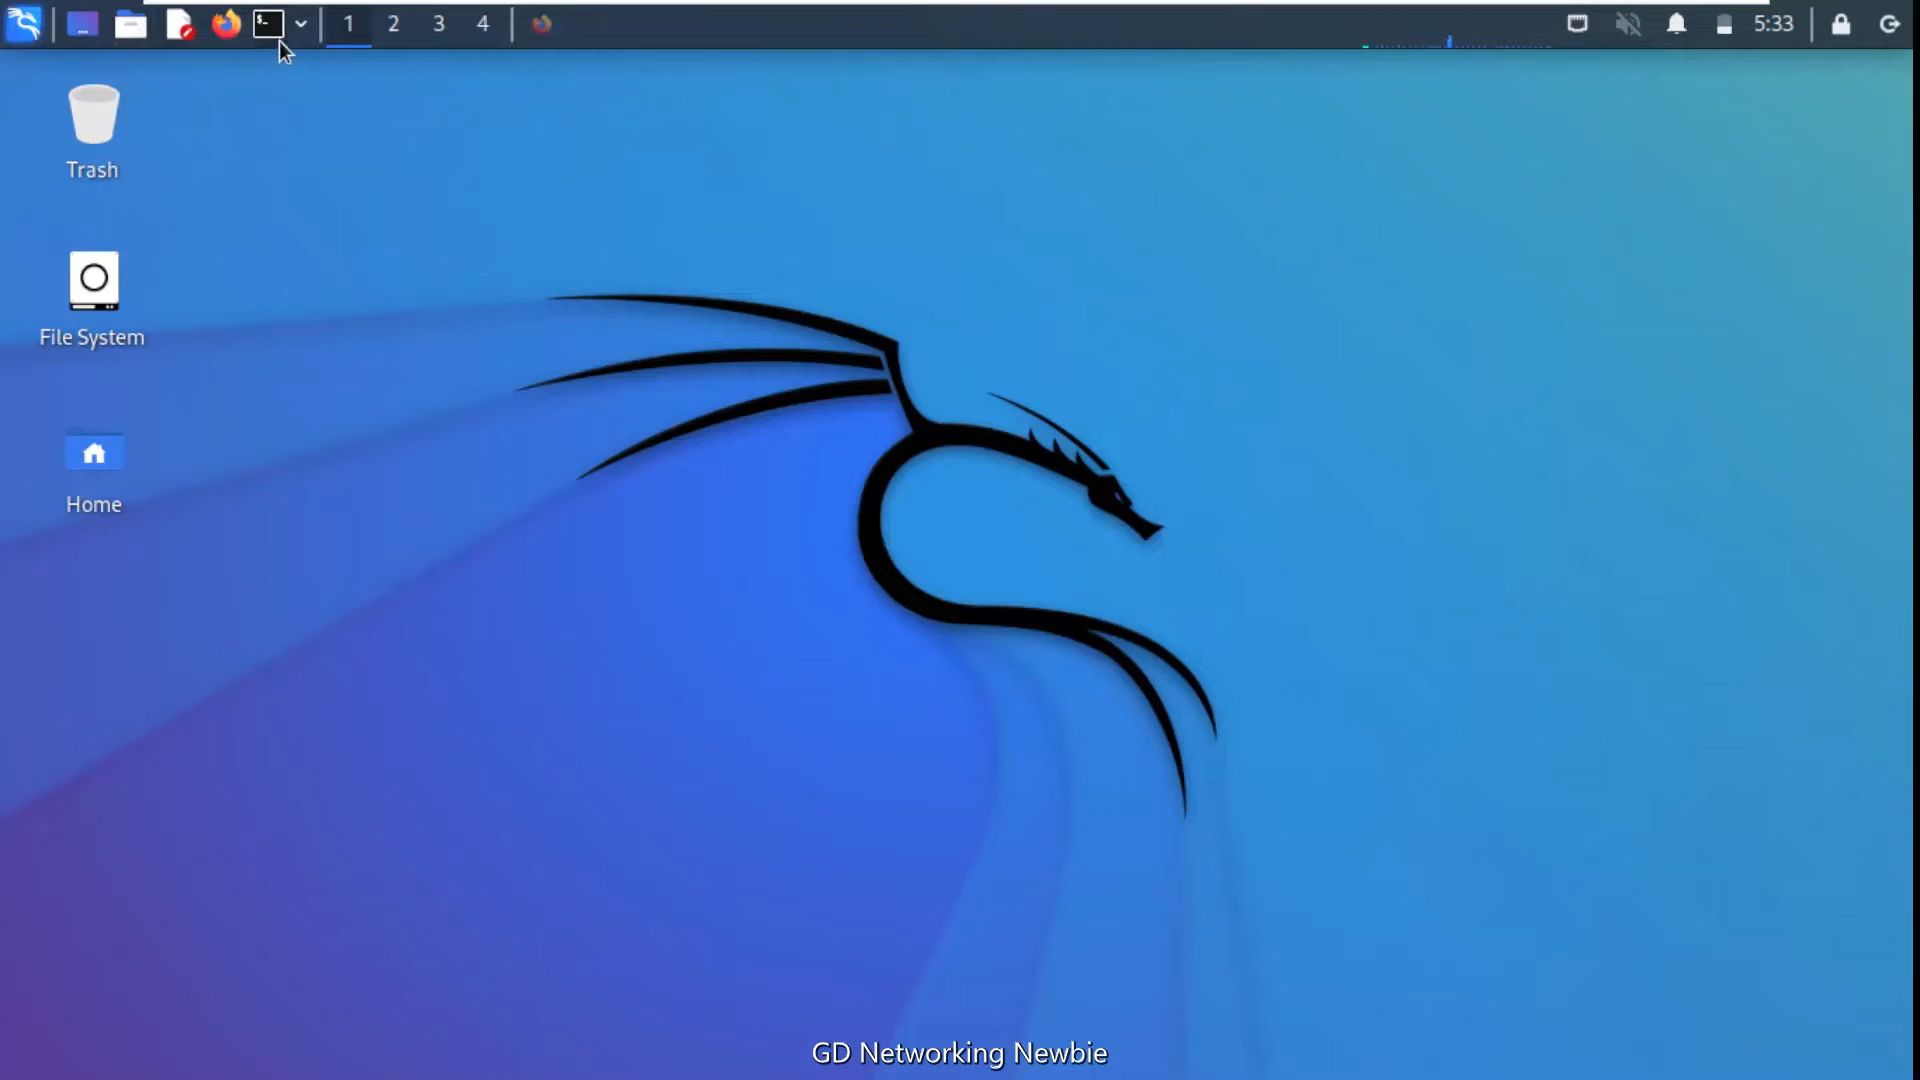 $-
1 2 3 4
5:33
Trash
File System
Home
GD Networking Newbie